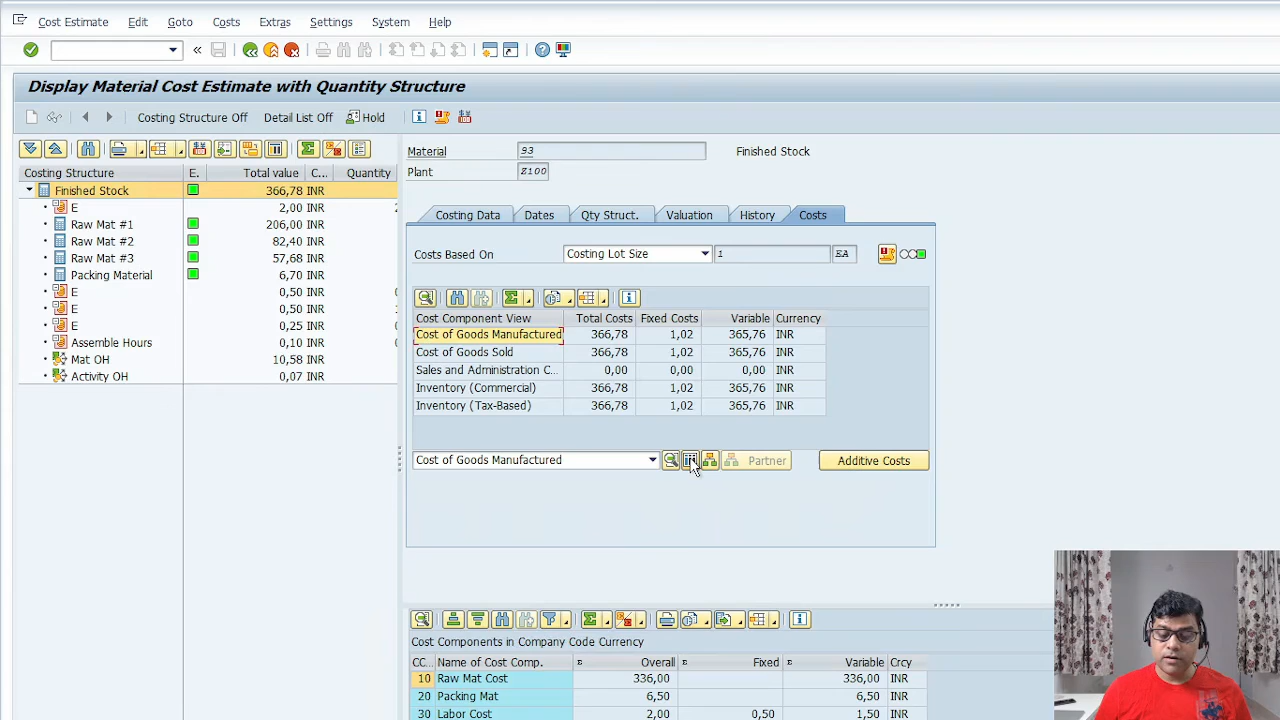 Cost Estimate Edit Goto Costs Extras Settings System Help
Display Material Cost Estimate with Quantity Structure
Costing Structure Off Detail List Off Hold
Material 93 Finished Stock
Plant Z100
Costing Structure E. Total value C... Quantity
Finished Stock 366,78 INR
E 2,00 INR 2
Raw Mat #1 206,00 INR
Raw Mat #2 82,40 INR
Raw Mat #3 57,68 INR
Packing Material 6,70 INR
E 0,50 INR 0
E 0,50 INR 1
E 0,25 INR 0
Assemble Hours 0,10 INR 0
Mat OH 10,58 INR
Activity OH 0,07 INR
Costing Data Dates Qty Struct. Valuation History Costs
Costs Based On Costing Lot Size 1 EA
Cost Component View Total Costs Fixed Costs Variable Currency
Cost of Goods Manufactured 366,78 1,02 365,76 INR
Cost of Goods Sold 366,78 1,02 365,76 INR
Sales and Administration C... 0,00 0,00 0,00 INR
Inventory (Commercial) 366,78 1,02 365,76 INR
Inventory (Tax-Based) 366,78 1,02 365,76 INR
Cost of Goods Manufactured Partner Additive Costs
Cost Components in Company Code Currency
CC... Name of Cost Comp. Overall Fixed Variable Crcy
10 Raw Mat Cost 336,00 336,00 INR
20 Packing Mat 6,50 6,50 INR
30 Labor Cost 2,00 0,50 1,50 INR